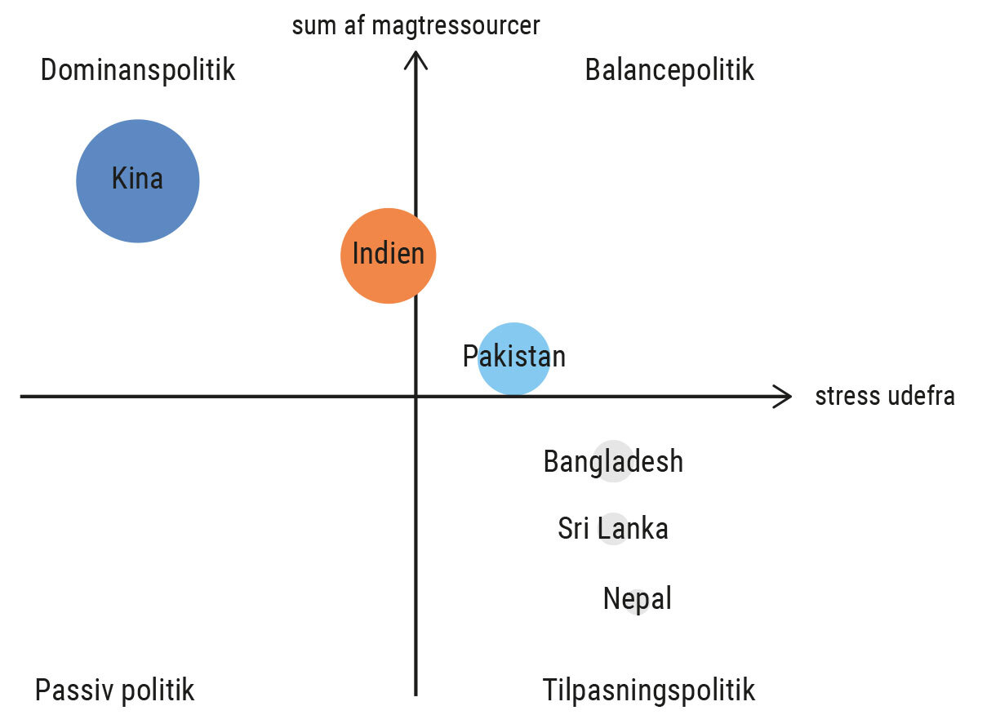 sum af magtressourcer
Dominanspolitik
Balancepolitik
Kina
Indien
Pakistan
stress udefra
Bangladesh
Sri Lanka
Nepal
Passiv politik
Tilpasningspolitik